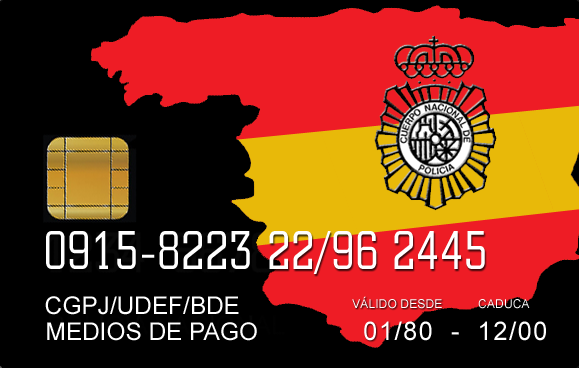 CUERPO NACIONAL DE
POLICIA
0915-8223 22/96 2445
CGPJ/UDEF/BDE
VÁLIDO DESDE CADUCA
MEDIOS DE PAGO
01/80 - 12/00